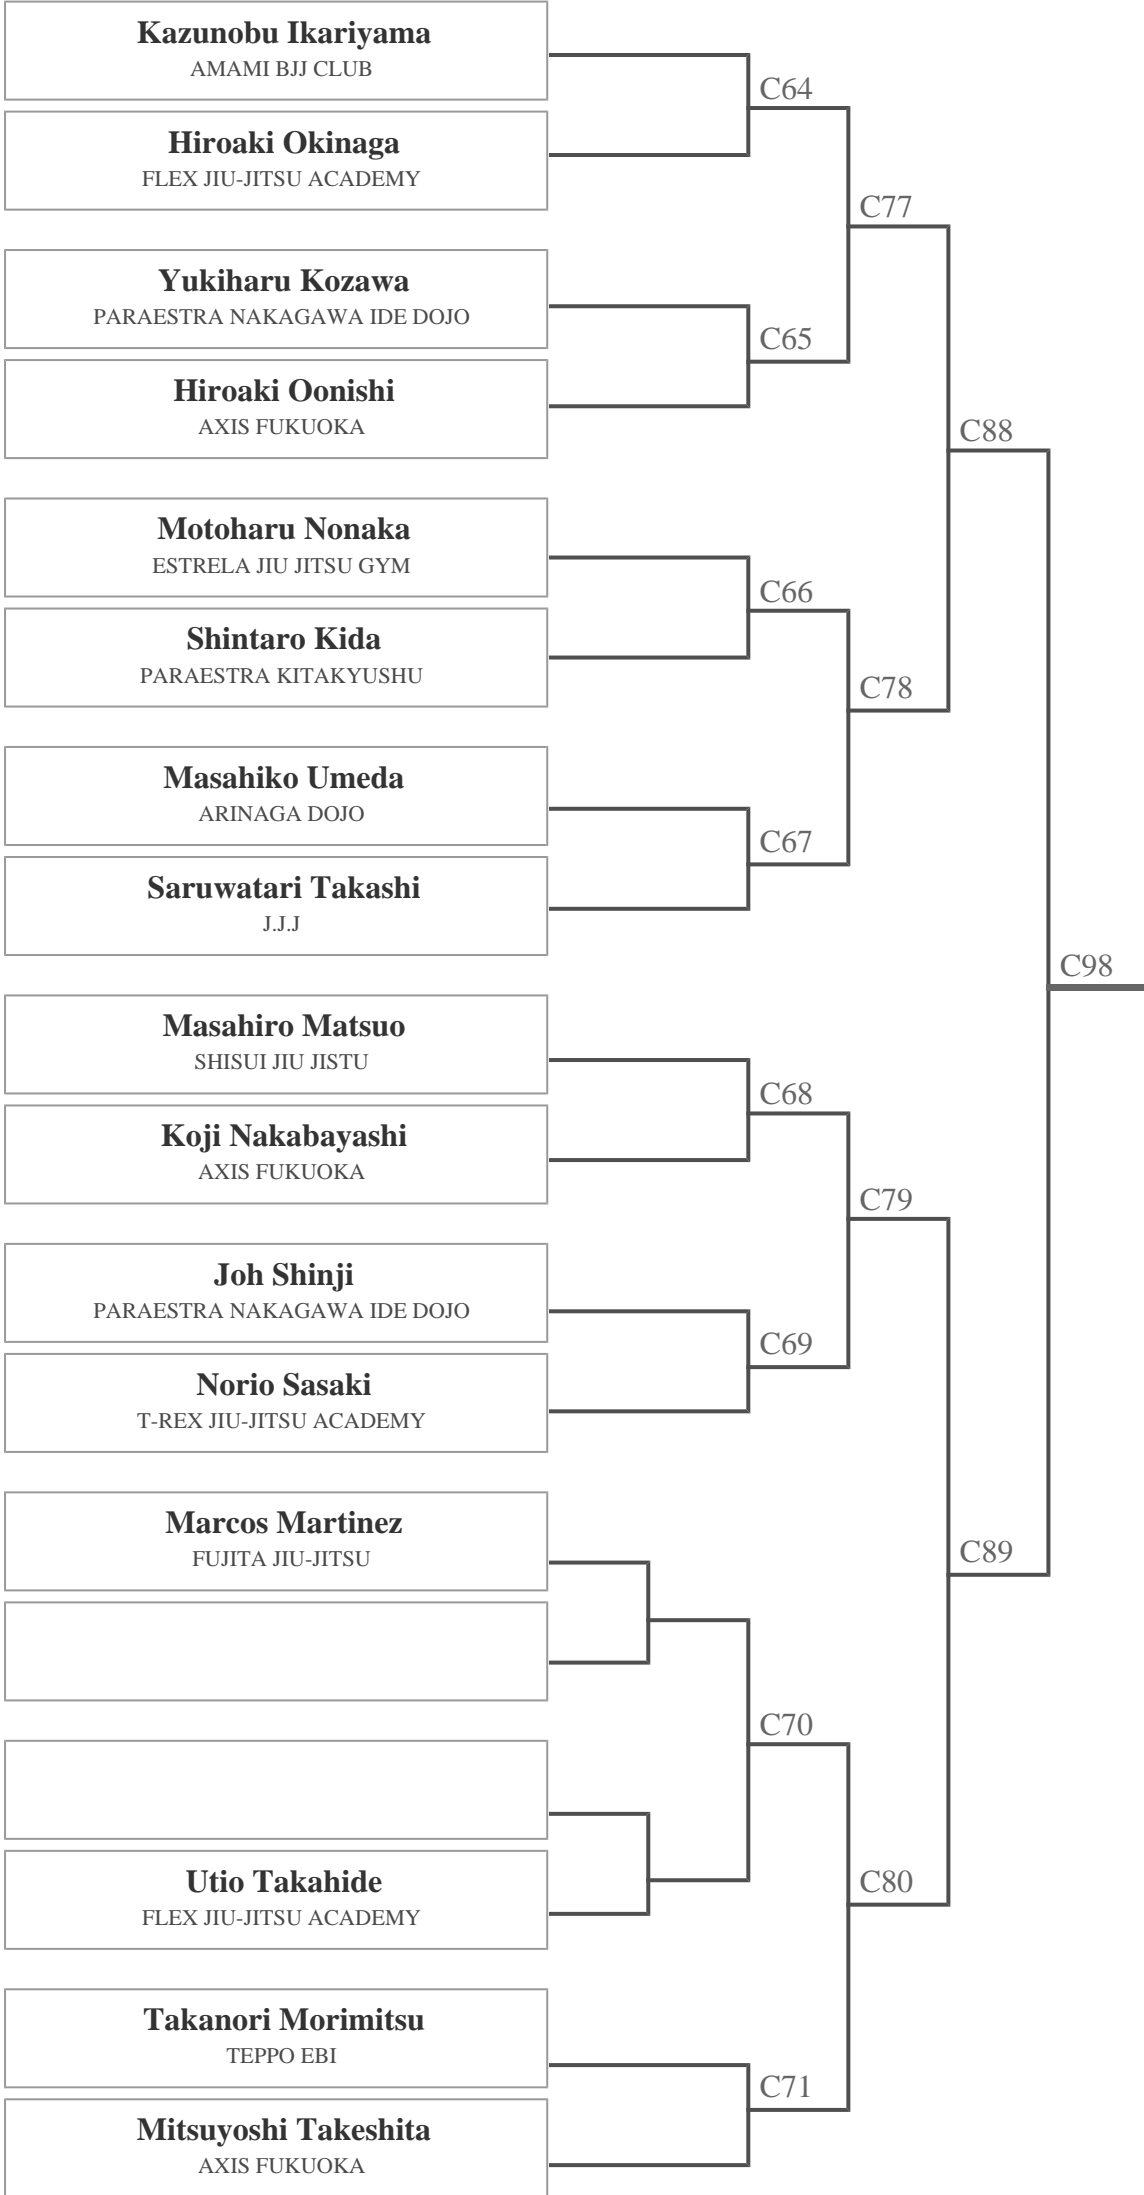 Kazunobu Ikariyama
AMAMI BJJ CLUB
C64
Hiroaki Okinaga
FLEX JIU-JITSU ACADEMY
C77
Yukiharu Kozawa
PARAESTRA NAKAGAWA IDE DOJO
C65
Hiroaki Oonishi
AXIS FUKUOKA
C88
Motoharu Nonaka
ESTRELA JIU JITSU GYM
C66
Shintaro Kida
PARAESTRA KITAKYUSHU
C78
Masahiko Umeda
ARINAGA DOJO
C67
Saruwatari Takashi
J.J.J
C98
Masahiro Matsuo
SHISUI JIU JISTU
C68
Koji Nakabayashi
AXIS FUKUOKA
C79
Joh Shinji
PARAESTRA NAKAGAWA IDE DOJO
C69
Norio Sasaki
T-REX JIU-JITSU ACADEMY
Marcos Martinez
FUJITA JIU-JITSU
C89
C70
Utio Takahide
FLEX JIU-JITSU ACADEMY
C80
Takanori Morimitsu
TEPPO EBI
C71
Mitsuyoshi Takeshita
AXIS FUKUOKA